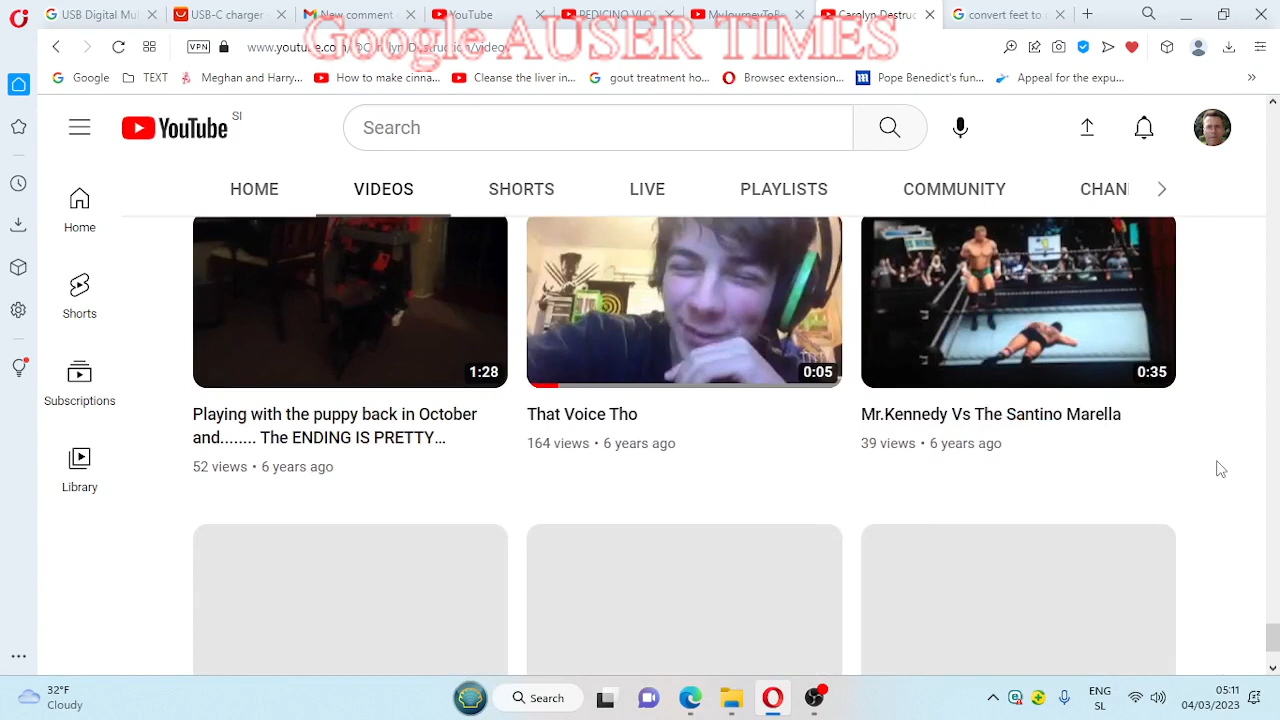 USB Digital Mu
USB-C charger
New comment
YouTube
PEDICINO VLO
MyJourneyToBe
Carolyn Destruc
convert feet to
Google AUSER TIMES
VPN
Google
TEXT
Meghan and Harry...
How to make cinna...
Cleanse the liver in...
gout treatment ho...
Browsec extension...
Pope Benedict's fun...
Appeal for the expu...
YouTube SI
Search
HOME
VIDEOS
SHORTS
LIVE
PLAYLISTS
COMMUNITY
CHAN
Home
Shorts
Subscriptions
Library
1:28
0:05
0:35
Playing with the puppy back in October
and........ The ENDING IS PRETTY...
52 views • 6 years ago
That Voice Tho
164 views • 6 years ago
Mr.Kennedy Vs The Santino Marella
39 views • 6 years ago
32°F
Cloudy
Search
ENG
SL
05:11
04/03/2023